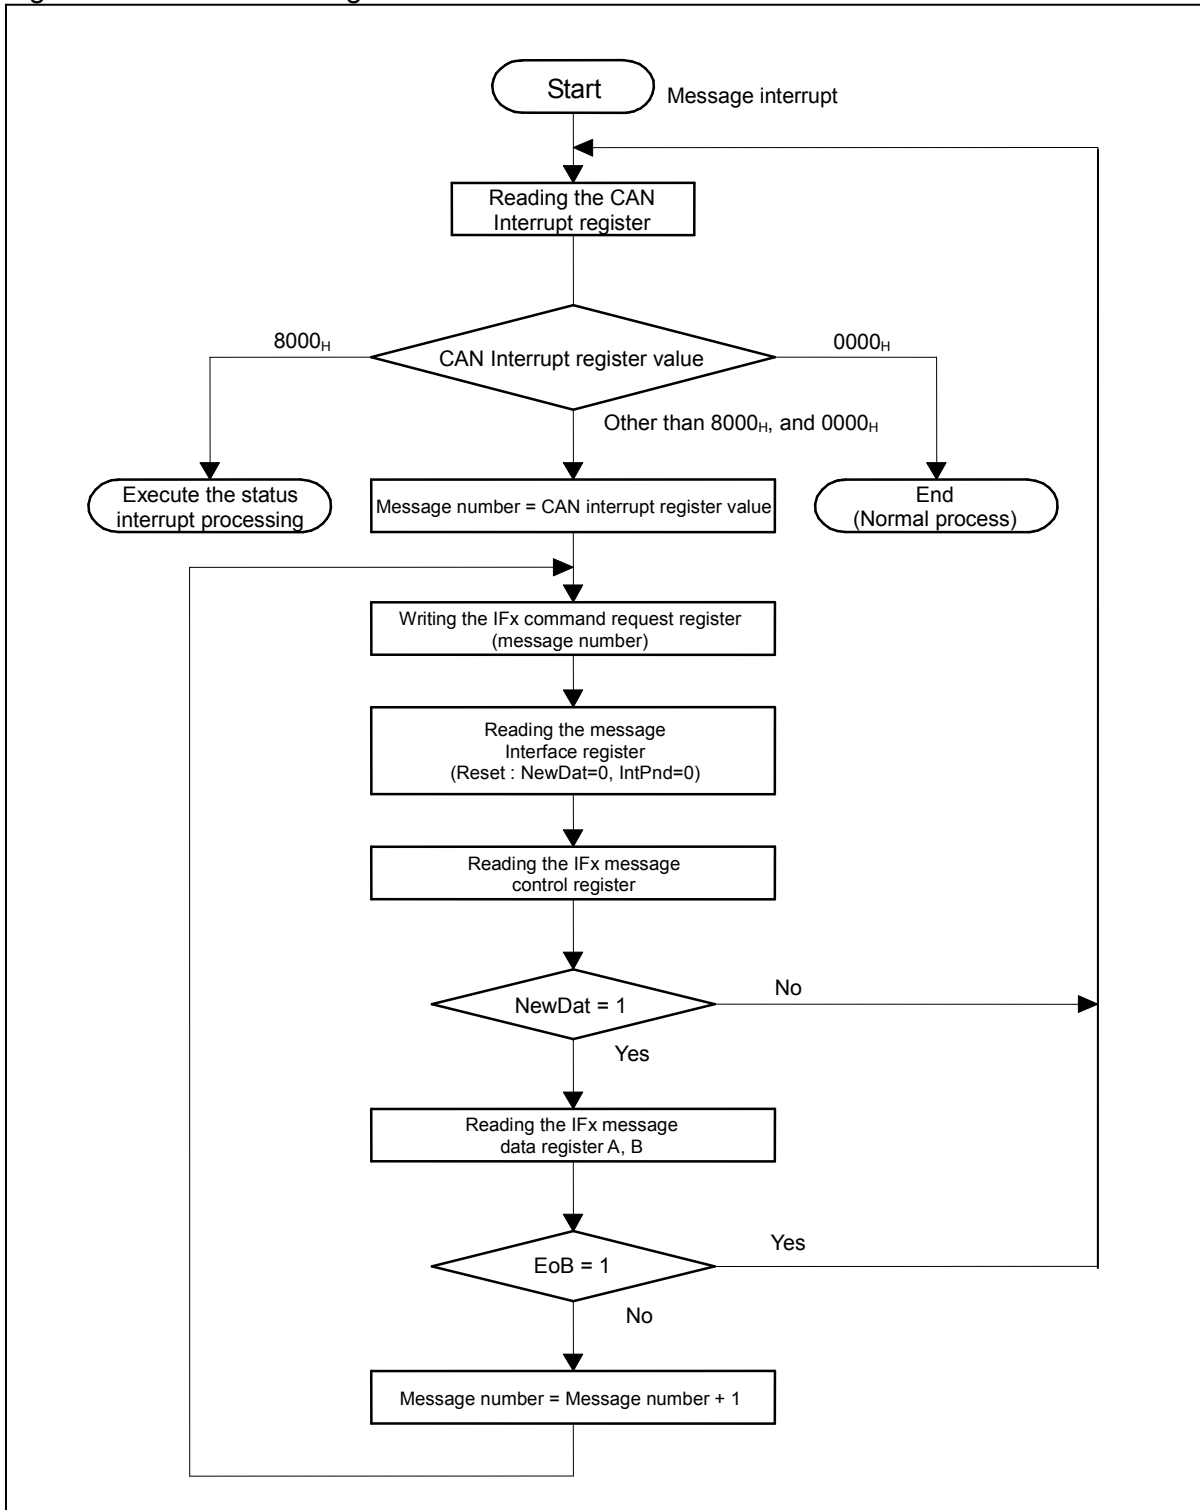 Start
Message interrupt
Reading the CAN
Interrupt register
8000H
CAN Interrupt register value
0000H
Other than 8000H, and 0000H
Execute the status
interrupt processing
Message number = CAN interrupt register value
End
(Normal process)
Writing the IFx command request register
(message number)
Reading the message
Interface register
(Reset : NewDat=0, IntPnd=0)
Reading the IFx message
control register
NewDat = 1
No
Yes
Reading the IFx message
data register A, B
EoB = 1
Yes
No
Message number = Message number + 1